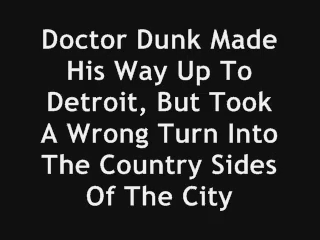 Doctor Dunk Made
His Way Up To
Detroit, But Took
A Wrong Turn Into
The Country Sides
Of The City